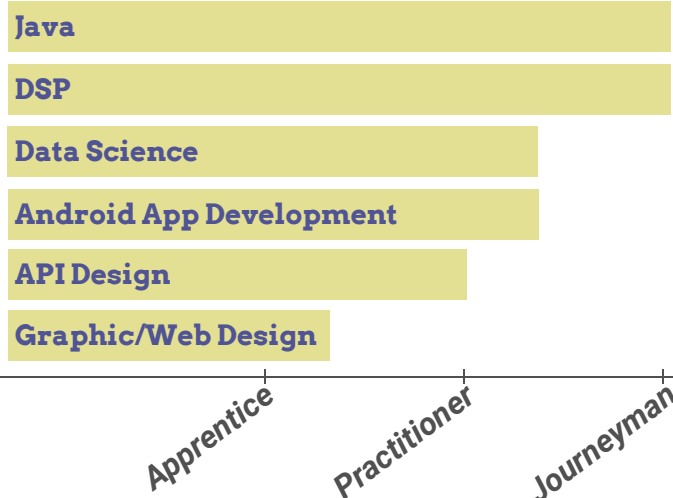 Java
DSP
Data Science
Android App Development
API Design
Graphic/Web Design
Apprentice
Practitioner
Journeyman